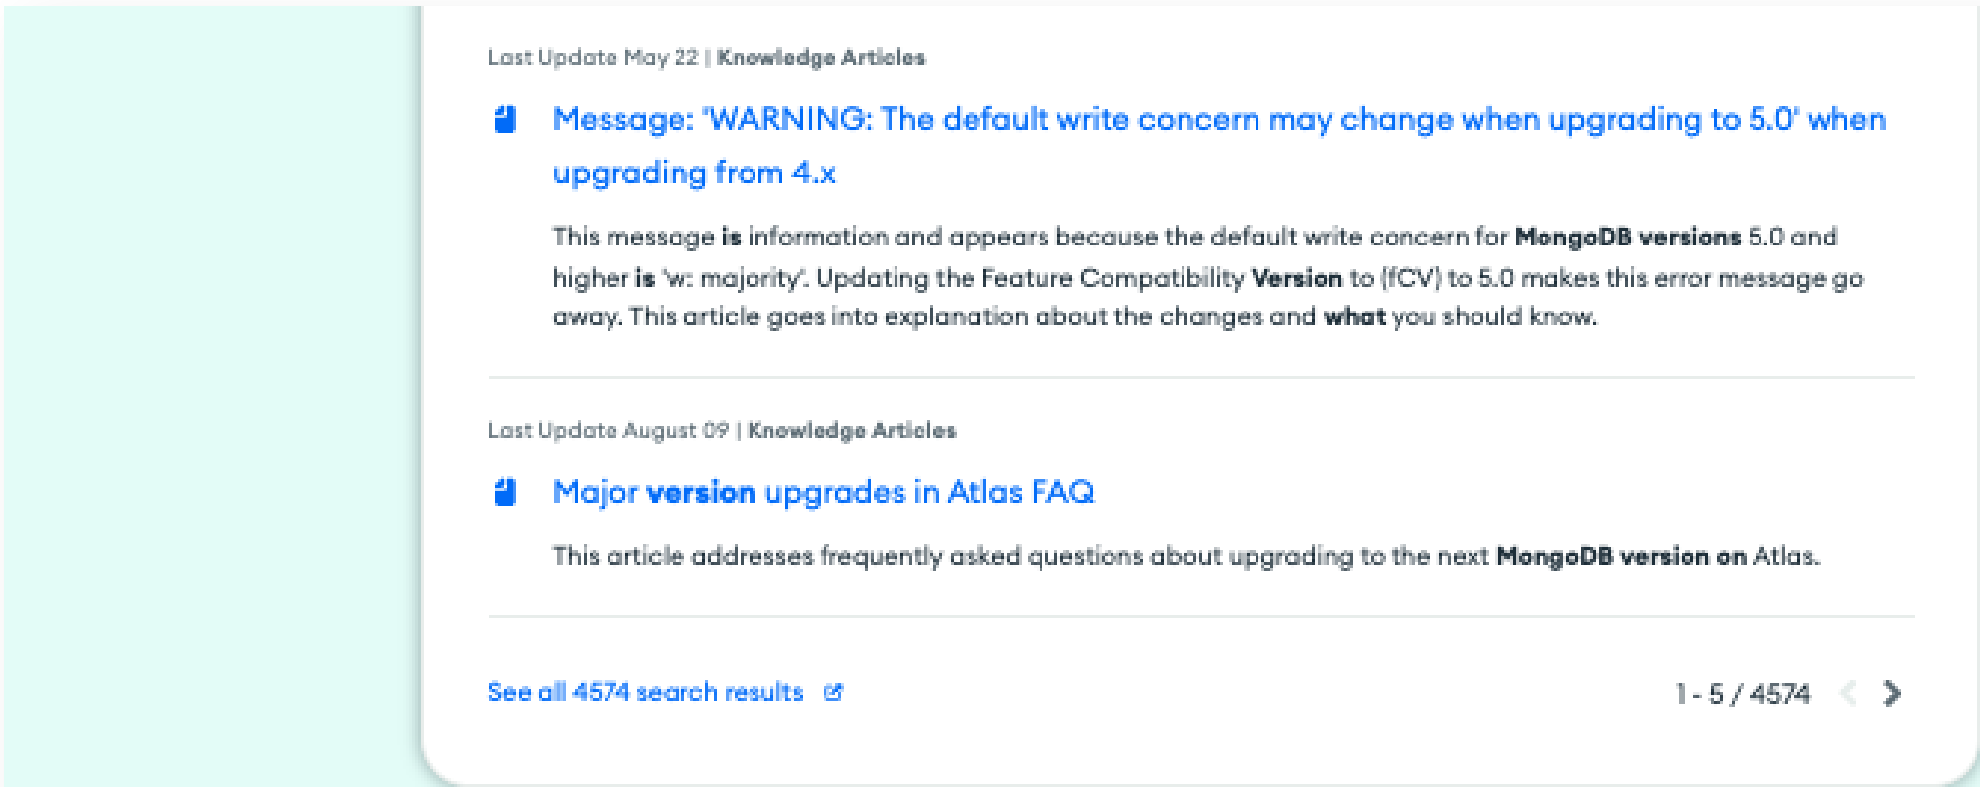 Last Update May 22 | Knowledge Articles
Message: 'WARNING: The default write concern may change when upgrading to 5.0' when
upgrading from 4.x
This message is information and appears because the default write concern for MongoDB versions 5.0 and
higher is 'w: majority'. Updating the Feature Compatibility Version to (fCV) to 5.0 makes this error message go
away. This article goes into explanation about the changes and what you should know.
Last Update August 09 | Knowledge Articles
Major version upgrades in Atlas FAQ
This article addresses frequently asked questions about upgrading to the next MongoDB version on Atlas.
See all 4574 search results
1 - 5 / 4574